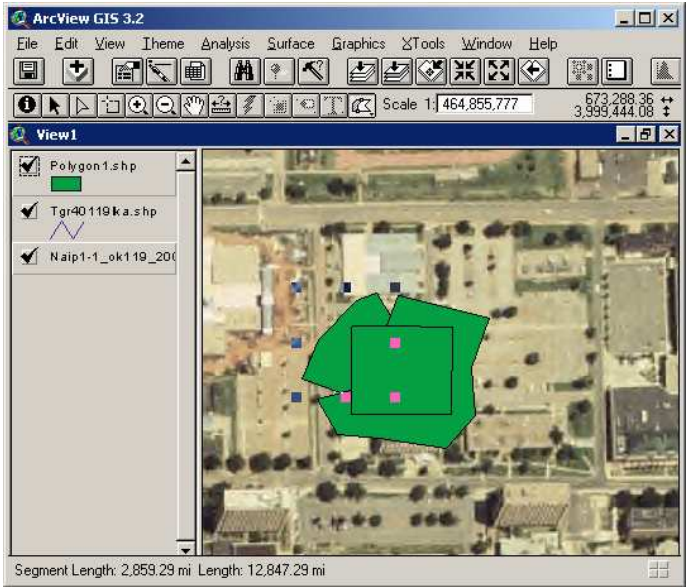 ArcView GIS 3.2
File Edit View Theme Analysis Surface Graphics XTools Window Help
Scale 1: 464,855,777
673,288.36
3,999,444.08
View1
Polygon1.shp
Tgr40119lka.shp
Naip1-1_ok119_200
Segment Length: 2,859.29 mi Length: 12,847.29 mi